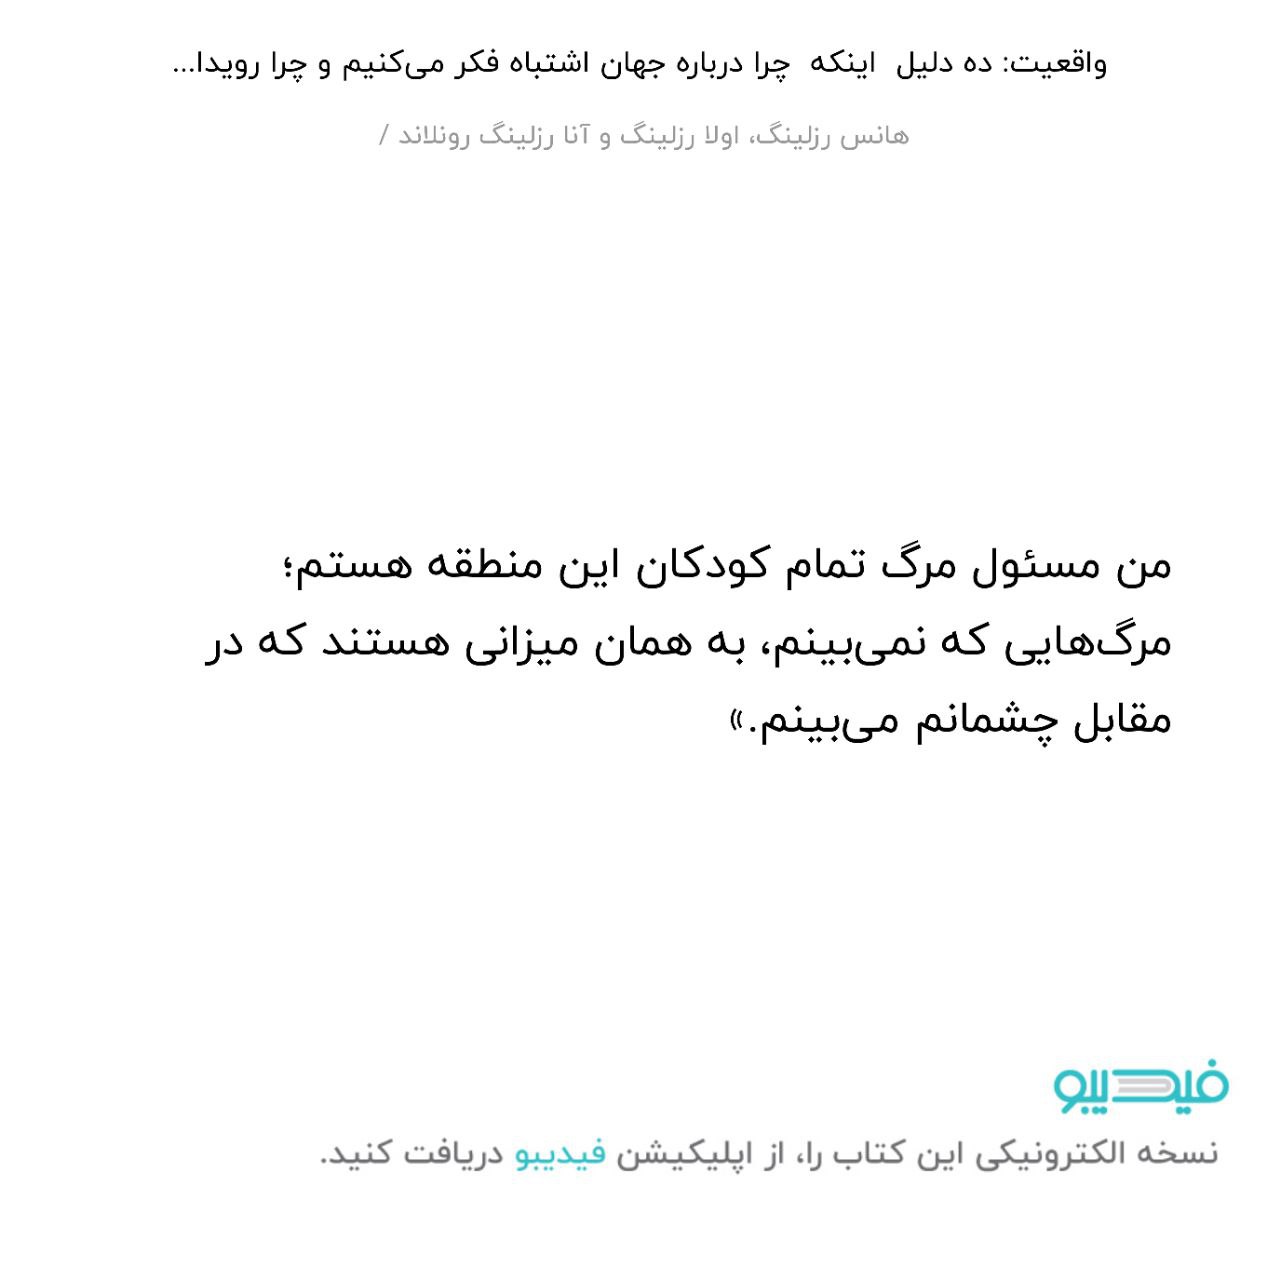 واقعیت: ده دلیل اینکه چرا درباره جهان اشتباه فکر می‌کنیم و چرا رویدا...
هانس رزلینگ، اولا رزلینگ و آنا رزلینگ رونلاند /
من مسئول مرگ تمام کودکان این منطقه هستم؛
مرگ‌هایی که نمی‌بینم، به همان میزانی هستند که در
مقابل چشمانم می‌بینم.»
فیدیبو
نسخه الکترونیکی این کتاب را، از اپلیکیشن فیدیبو دریافت کنید.